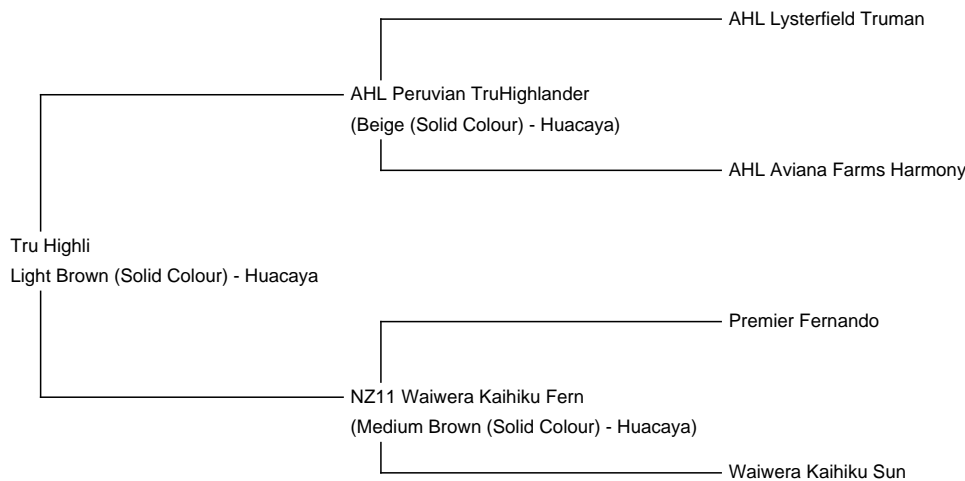 AHL Lysterfield Truman
AHL Peruvian TruHighlander
(Beige (Solid Colour) - Huacaya)
AHL Aviana Farms Harmony
Tru Highli
Light Brown (Solid Colour) - Huacaya
Premier Fernando
NZ11 Waiwera Kaihiku Fern
(Medium Brown (Solid Colour) - Huacaya)
Waiwera Kaihiku Sun